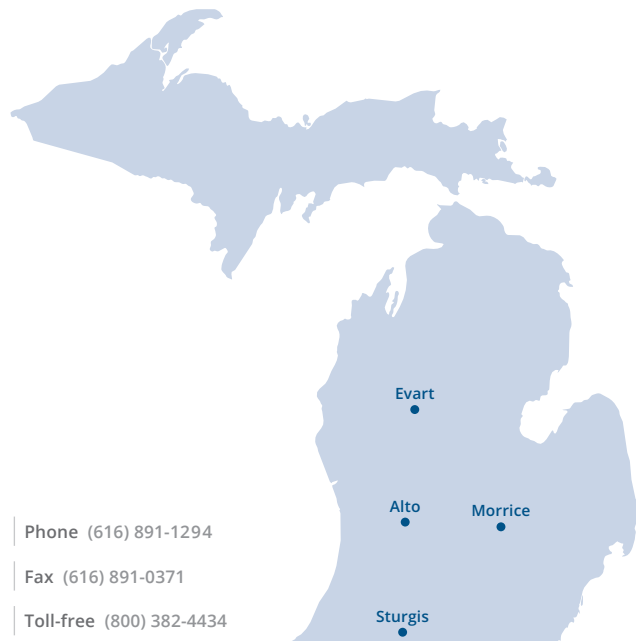 Evart
Alto
Morrice
Phone (616) 891-1294
Fax (616) 891-0371
Sturgis
Toll-free (800) 382-4434